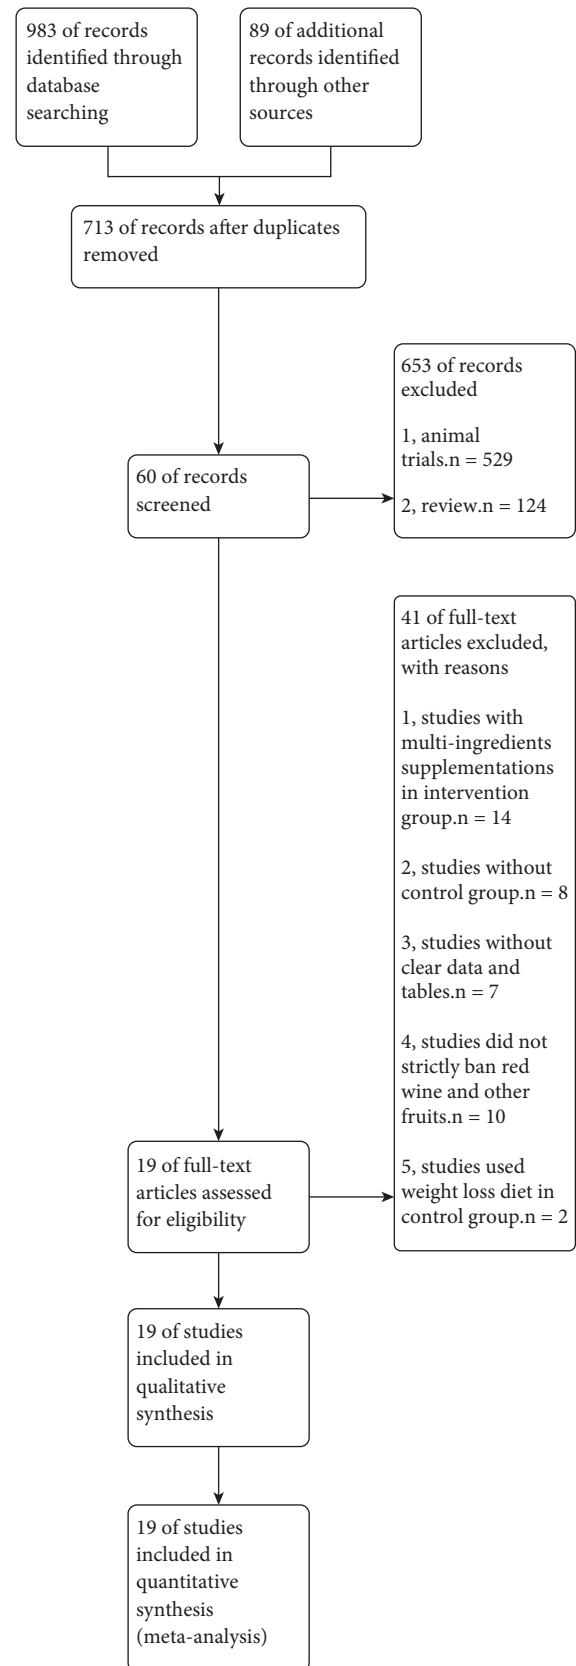 983 of records
identified through
database
searching
89 of additional
records identified
through other
sources
713 of records after duplicates
removed
653 of records
excluded
1, animal
trials.n = 529
2, review.n = 124
60 of records
screened
41 of full-text
articles excluded,
with reasons
1, studies with
multi-ingredients
supplementations
in intervention
group.n = 14
2, studies without
control group.n = 8
3, studies without
clear data and
tables.n = 7
4, studies did not
strictly ban red
wine and other
fruits.n = 10
5, studies used
weight loss diet in
control group.n = 2
19 of full-text
articles assessed
for eligibility
19 of studies
included in
qualitative
synthesis
19 of studies
included in
quantitative
synthesis
(meta-analysis)